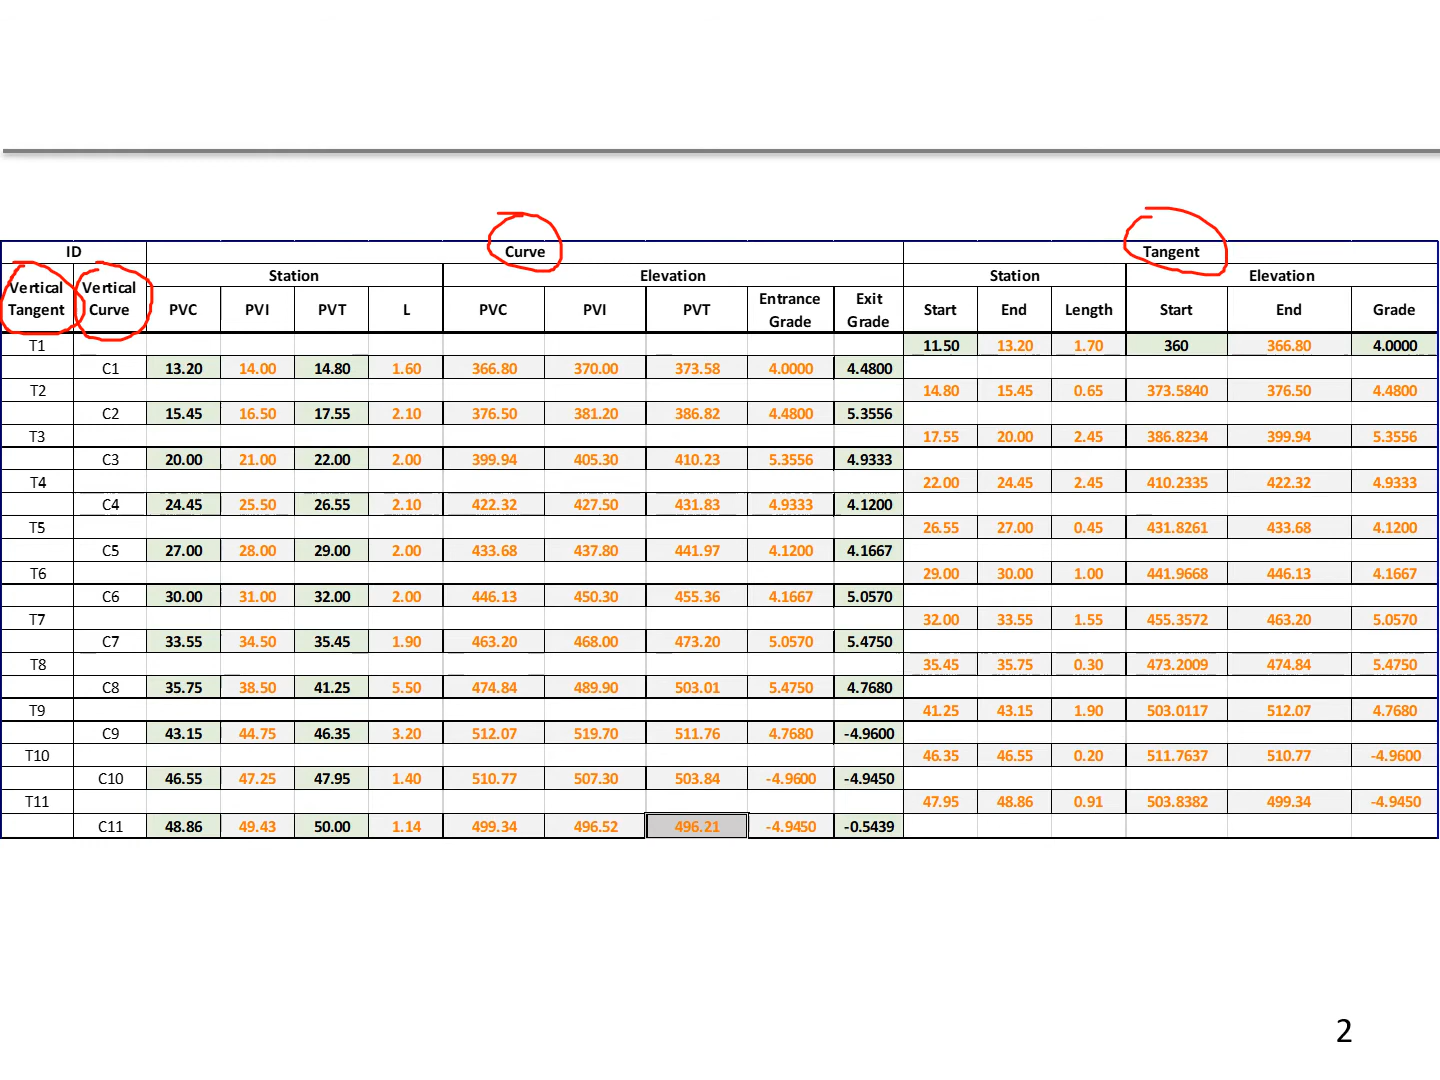 ID Curve Tangent
Vertical Tangent Vertical Curve Station Elevation Station Elevation
PVC PVI PVT L PVC PVI PVT Entrance Grade Exit Grade Start End Length Start End Grade
T1 11.50 13.20 1.70 360 366.80 4.0000
C1 13.20 14.00 14.80 1.60 366.80 370.00 373.58 4.0000 4.4800
T2 14.80 15.45 0.65 373.5840 376.50 4.4800
C2 15.45 16.50 17.55 2.10 376.50 381.20 386.82 4.4800 5.3556
T3 17.55 20.00 2.45 386.8234 399.94 5.3556
C3 20.00 21.00 22.00 2.00 399.94 405.30 410.23 5.3556 4.9333
T4 22.00 24.45 2.45 410.2335 422.32 4.9333
C4 24.45 25.50 26.55 2.10 422.32 427.50 431.83 4.9333 4.1200
T5 26.55 27.00 0.45 431.8261 433.68 4.1200
C5 27.00 28.00 29.00 2.00 433.68 437.80 441.97 4.1200 4.1667
T6 29.00 30.00 1.00 441.9668 446.13 4.1667
C6 30.00 31.00 32.00 2.00 446.13 450.30 455.36 4.1667 5.0570
T7 32.00 33.55 1.55 455.3572 463.20 5.0570
C7 33.55 34.50 35.45 1.90 463.20 468.00 473.20 5.0570 5.4750
T8 35.45 35.75 0.30 473.2009 474.84 5.4750
C8 35.75 38.50 41.25 5.50 474.84 489.90 503.01 5.4750 4.7680
T9 41.25 43.15 1.90 503.0117 512.07 4.7680
C9 43.15 44.75 46.35 3.20 512.07 519.70 511.76 4.7680 -4.9600
T10 46.35 46.55 0.20 511.7637 510.77 -4.9600
C10 46.55 47.25 47.95 1.40 510.77 507.30 503.84 -4.9600 -4.9450
T11 47.95 48.86 0.91 503.8382 499.34 -4.9450
C11 48.86 49.43 50.00 1.14 499.34 496.52 496.21 -4.9450 -0.5439
2